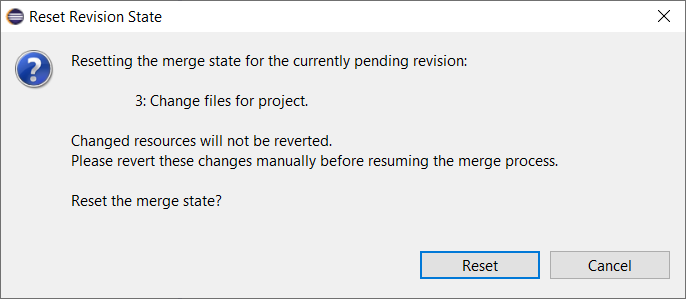 Reset Revision State
Resetting the merge state for the currently pending revision:
3: Change files for project.
Changed resources will not be reverted.
Please revert these changes manually before resuming the merge process.
Reset the merge state?
Reset
Cancel